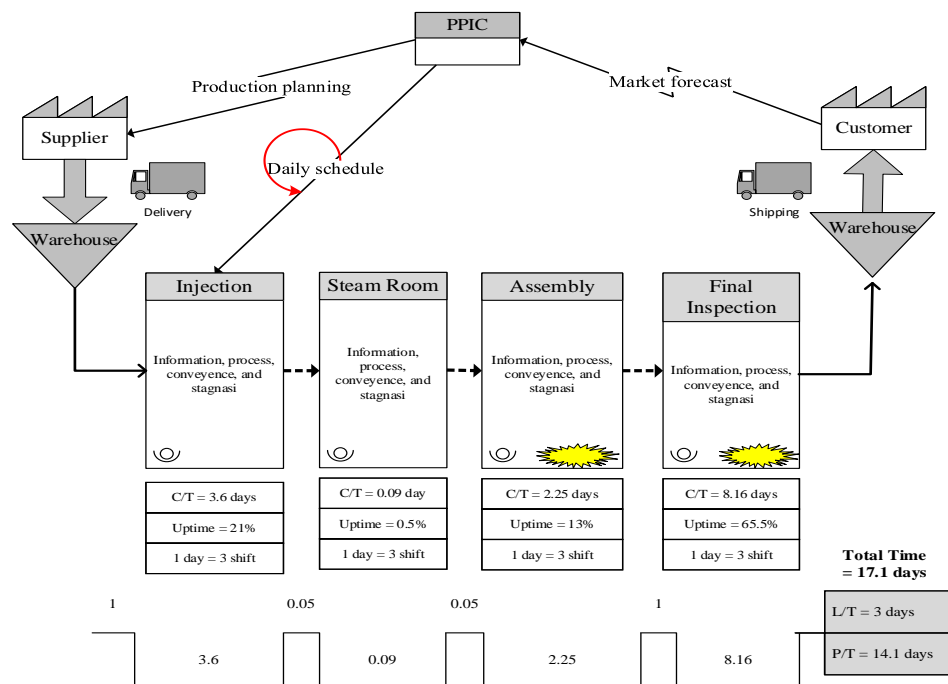 PPIC
Production planning
Market forecast
Supplier
Customer
Daily schedule
Delivery
Shipping
Warehouse
Warehouse
Injection
Information, process,
conveyence, and
stagnasi
Steam Room
Information,
process,
conveyence, and
stagnasi
Assembly
Information, process,
conveyence, and
stagnasi
Final
Inspection
Information, process,
conveyence, and
stagnasi
C/T = 3.6 days
Uptime = 21%
1 day = 3 shift
C/T = 0.09 day
Uptime = 0.5%
1 day = 3 shift
C/T = 2.25 days
Uptime = 13%
1 day = 3 shift
C/T = 8.16 days
Uptime = 65.5%
1 day = 3 shift
Total Time
= 17.1 days
1
0.05
0.05
1
L/T = 3 days
3.6
0.09
2.25
8.16
P/T = 14.1 days